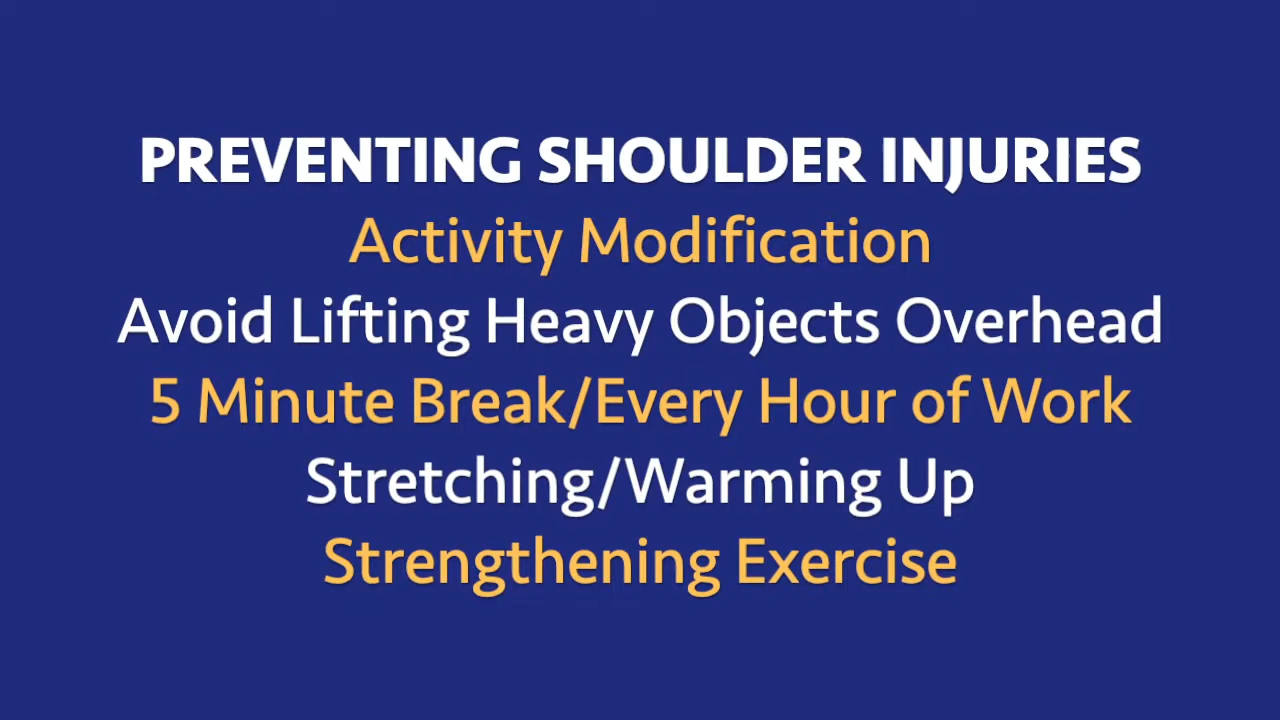 PREVENTING SHOULDER INJURIES
Activity Modification
Avoid Lifting Heavy Objects Overhead
5 Minute Break/Every Hour of Work
Stretching/Warming Up
Strengthening Exercise